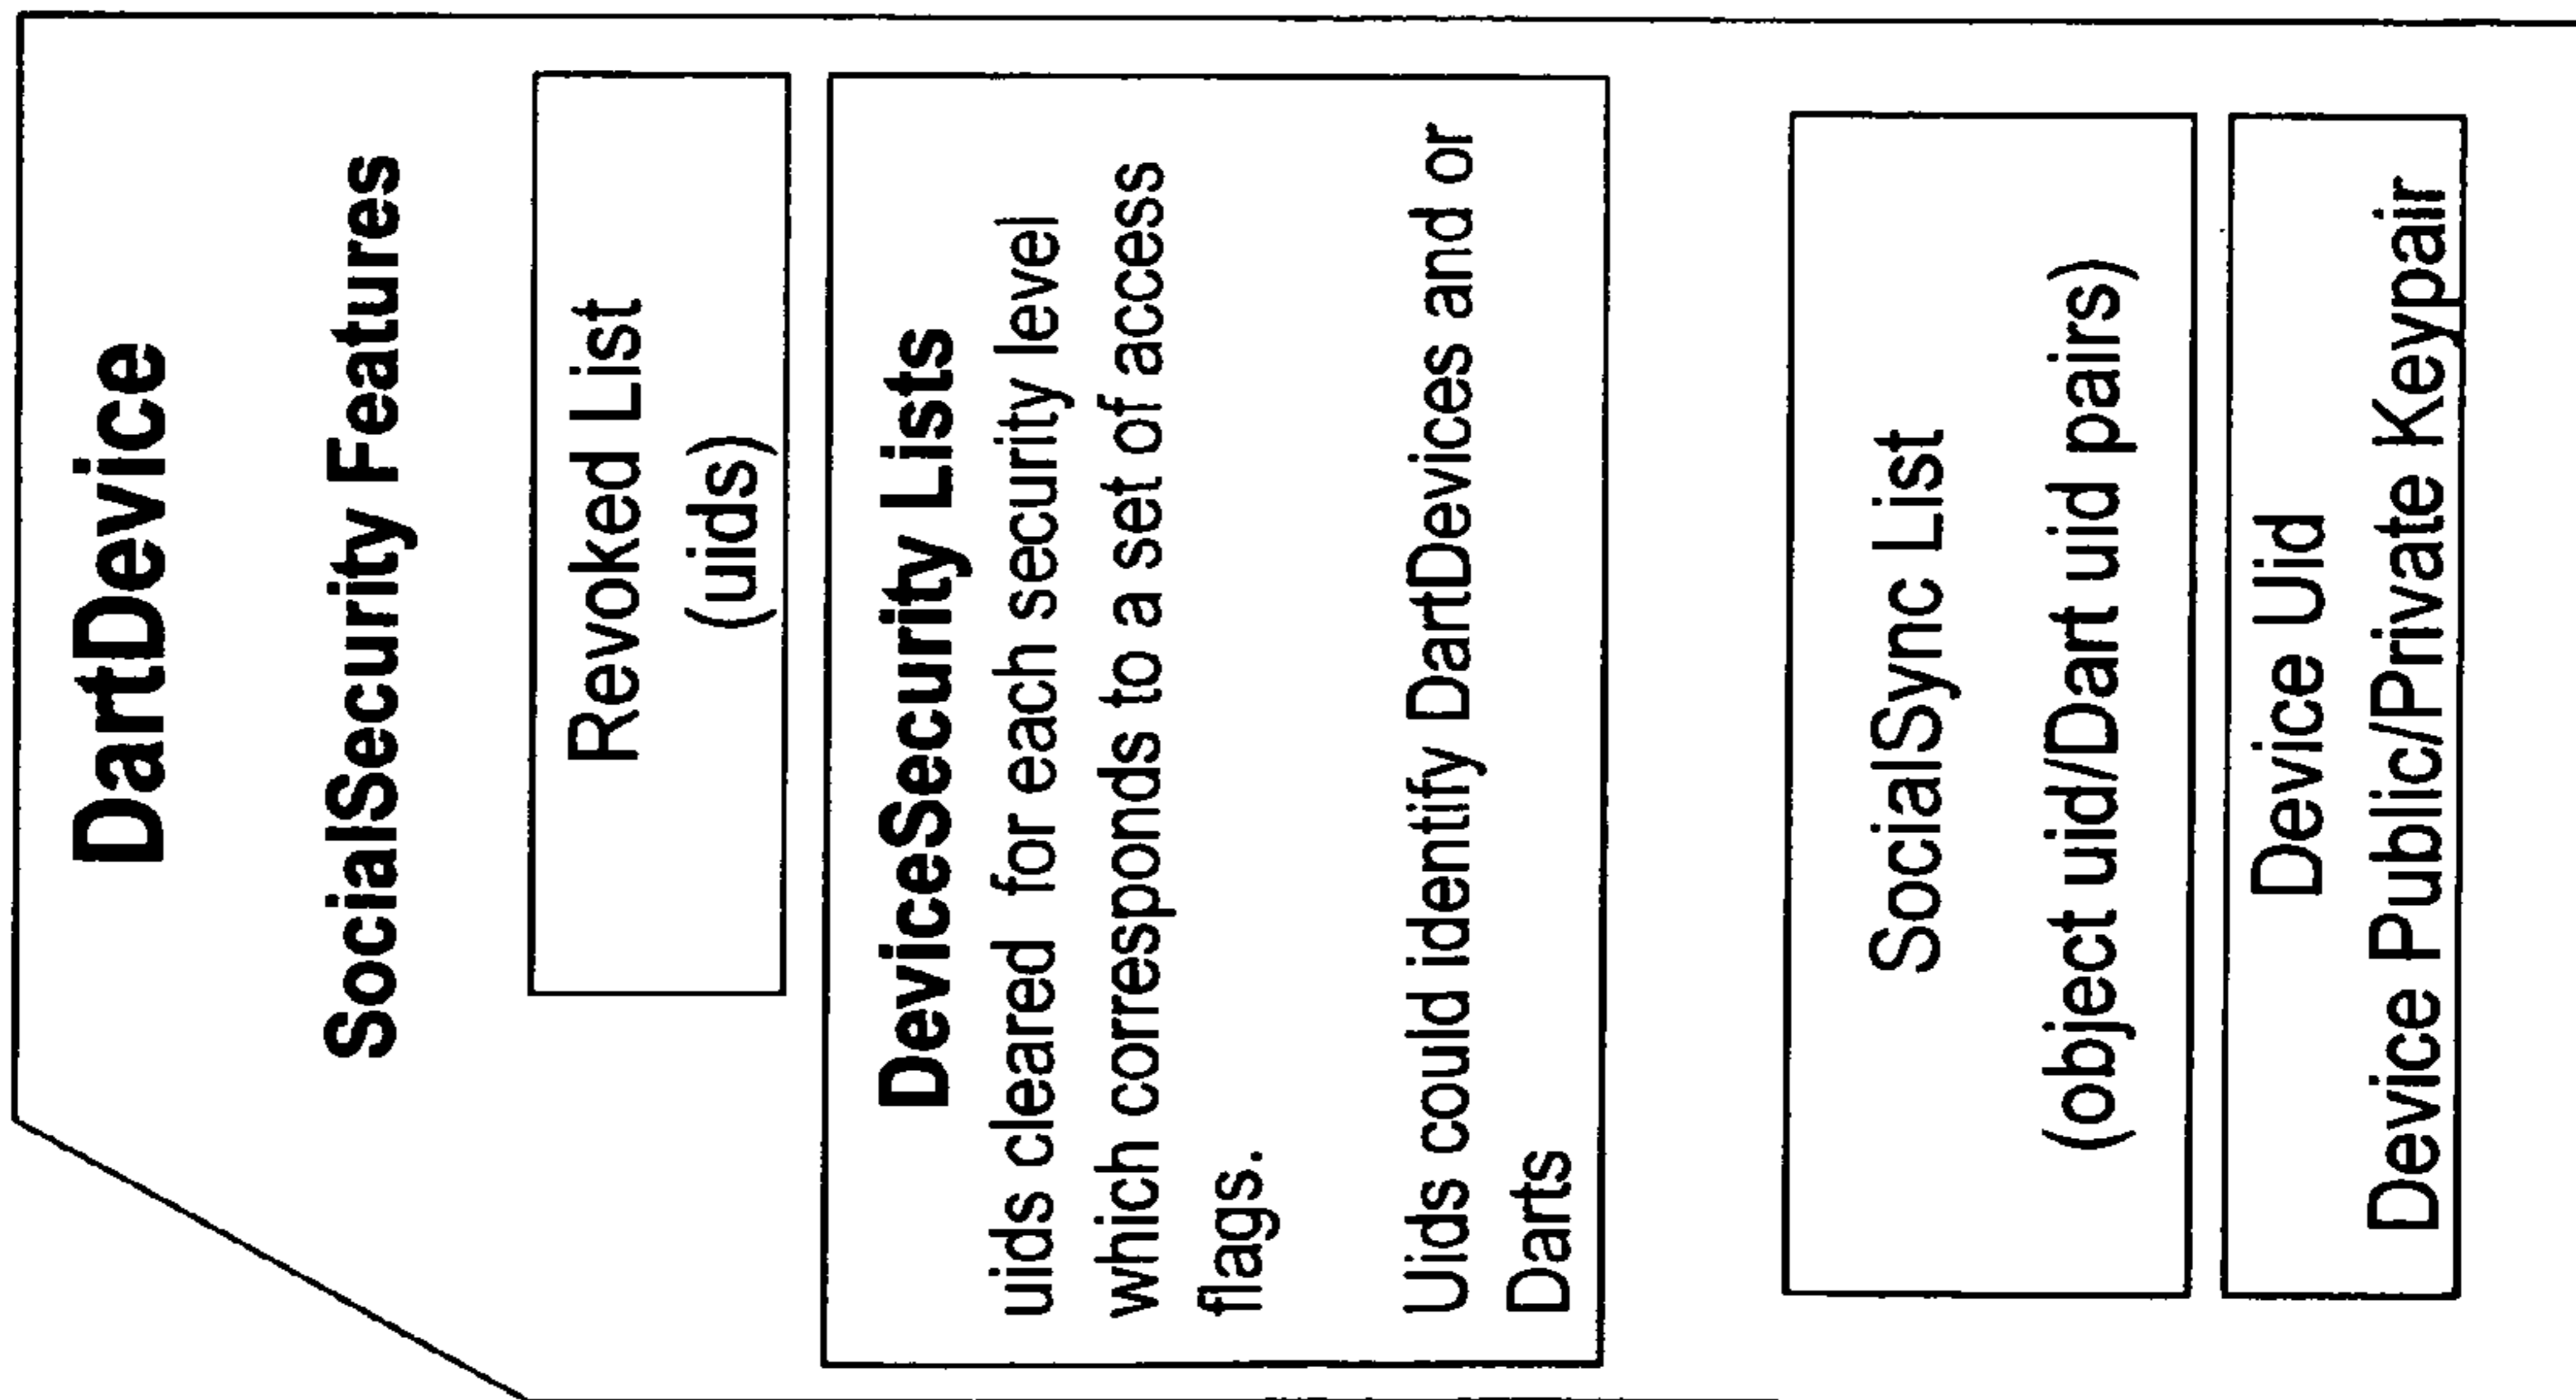 DartDevice
SocialSecurity Features
Revoked List
(uids)
DeviceSecurity Lists
uids cleared for each security level
which corresponds to a set of access
flags.
Uids could identify DartDevices and or
Darts
SocialSync List
(object uid/Dart uid pairs)
Device Uid
Device Public/Private Keypair